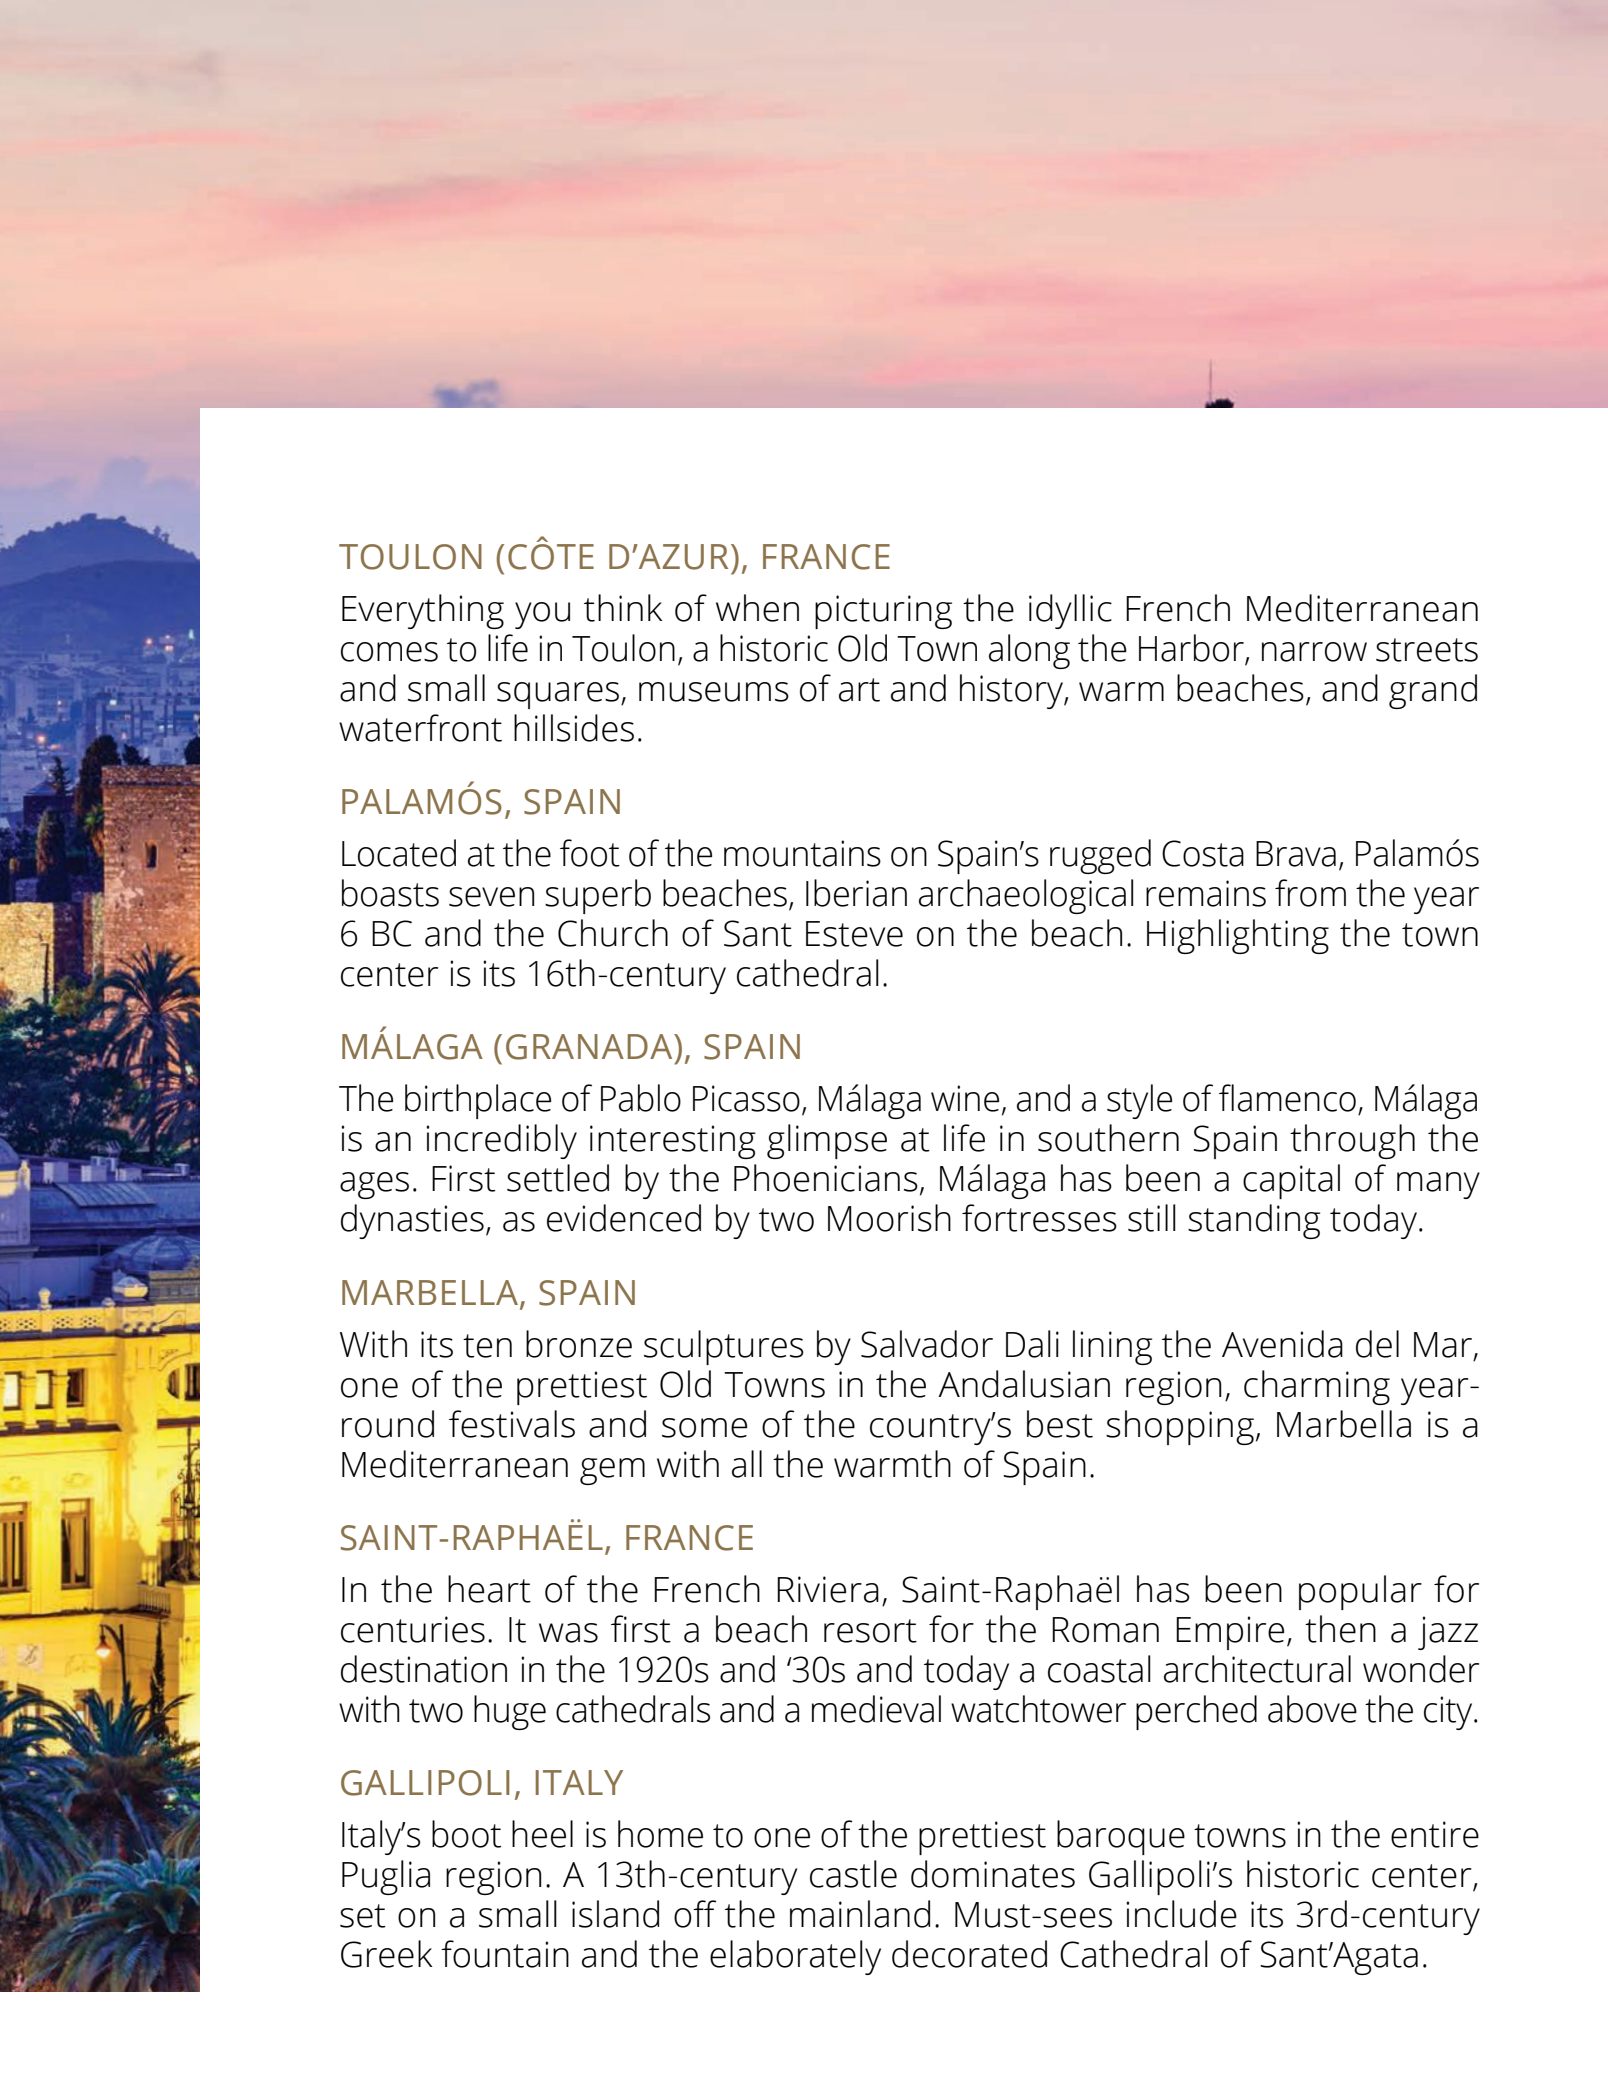 TOULON (CÔTE D’AZUR), FRANCE
Everything you think of when picturing the idyllic French Mediterranean
comes to life in Toulon, a historic Old Town along the Harbor, narrow streets
and small squares, museums of art and history, warm beaches, and grand
waterfront hillsides.
PALAMÓS, SPAIN
Located at the foot of the mountains on Spain’s rugged Costa Brava, Palamós
boasts seven superb beaches, Iberian archaeological remains from the year
6 BC and the Church of Sant Esteve on the beach. Highlighting the town
center is its 16th-century cathedral.
MÁLAGA (GRANADA), SPAIN
The birthplace of Pablo Picasso, Málaga wine, and a style of flamenco, Málaga
is an incredibly interesting glimpse at life in southern Spain through the
ages. First settled by the Phoenicians, Málaga has been a capital of many
dynasties, as evidenced by two Moorish fortresses still standing today.
MARBELLA, SPAIN
With its ten bronze sculptures by Salvador Dali lining the Avenida del Mar,
one of the prettiest Old Towns in the Andalusian region, charming year-
round festivals and some of the country’s best shopping, Marbella is a
Mediterranean gem with all the warmth of Spain.
SAINT-RAPHAËL, FRANCE
In the heart of the French Riviera, Saint-Raphaël has been popular for
centuries. It was first a beach resort for the Roman Empire, then a jazz
destination in the 1920s and ‘30s and today a coastal architectural wonder
with two huge cathedrals and a medieval watchtower perched above the city.
GALLIPOLI, ITALY
Italy’s boot heel is home to one of the prettiest baroque towns in the entire
Puglia region. A 13th-century castle dominates Gallipoli’s historic center,
set on a small island off the mainland. Must-sees include its 3rd-century
Greek fountain and the elaborately decorated Cathedral of Sant’Agata.